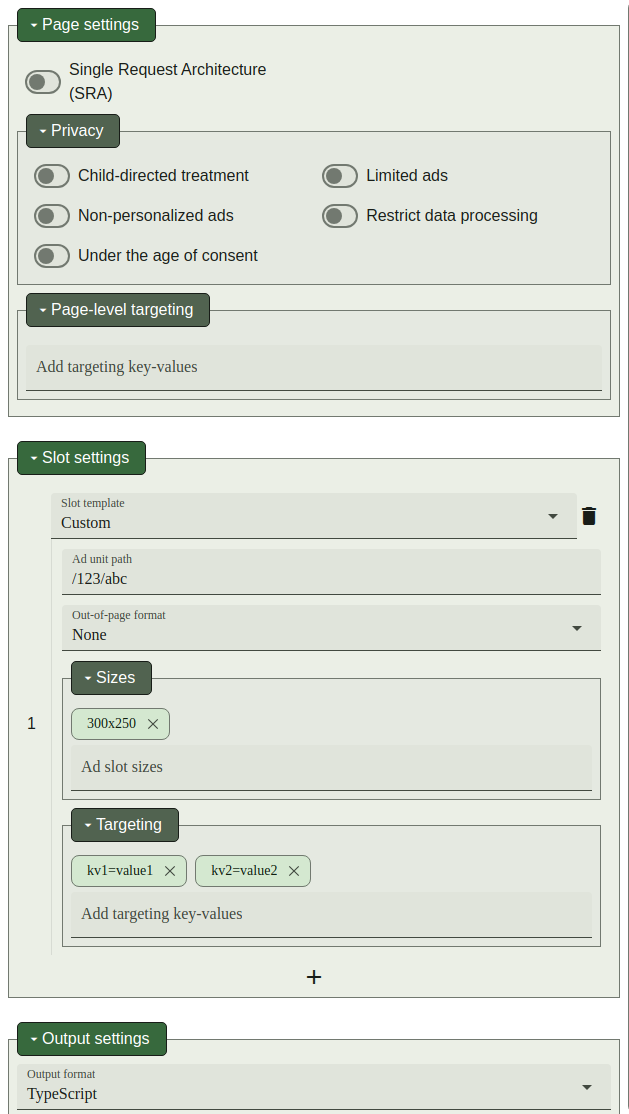 Page settings
Single Request Architecture
(SRA)
Privacy
Child-directed treatment
Limited ads
Non-personalized ads
Restrict data processing
Under the age of consent
Page-level targeting
Add targeting key-values
Slot settings
Slot template
Custom
Ad unit path
/123/abc
Out-of-page format
None
Sizes
1
300x250
Ad slot sizes
Targeting
kv1=value1
kv2=value2
Add targeting key-values
+
Output settings
Output format
TypeScript